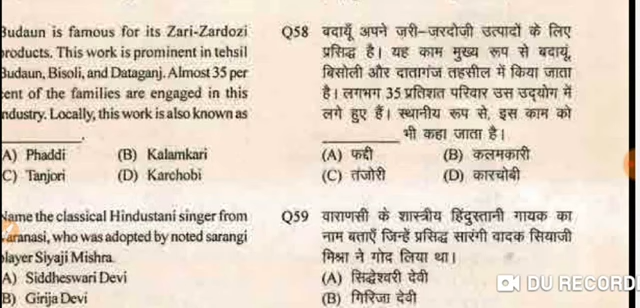 Budaun is famous for its Zari-Zardozi
products. This work is prominent in tehsil
Budaun, Bisoli, and Dataganj. Almost 35 per
cent of the families are engaged in this
industry. Locally, this work is also known as
__________.
(A) Phaddi (B) Kalamkari
(C) Tanjori (D) Karchobi
Name the classical Hindustani singer from
Varanasi, who was adopted by noted sarangi
player Siyaji Mishra.
(A) Siddheswari Devi
(B) Girija Devi
Q58 बदायूँ अपने ज़री-ज़रदोज़ी उत्पादों के लिए
प्रसिद्ध है। यह काम मुख्य रूप से बदायूं,
बिसोली और दातागंज तहसील में किया जाता
है। लगभग 35 प्रतिशत परिवार उस उद्योग में
लगे हुए हैं। स्थानीय रूप से, इस काम को
__________ भी कहा जाता है।
(A) फद्दी (B) कलमकारी
(C) तंजोरी (D) कारचोबी
Q59 वाराणसी के शास्त्रीय हिंदुस्तानी गायक का
नाम बताएँ जिन्हें प्रसिद्ध सारंगी वादक सियाजी
मिश्रा ने गोद लिया था।
(A) सिद्धेश्वरी देवी
(B) गिरिजा देवी
DU RECORD